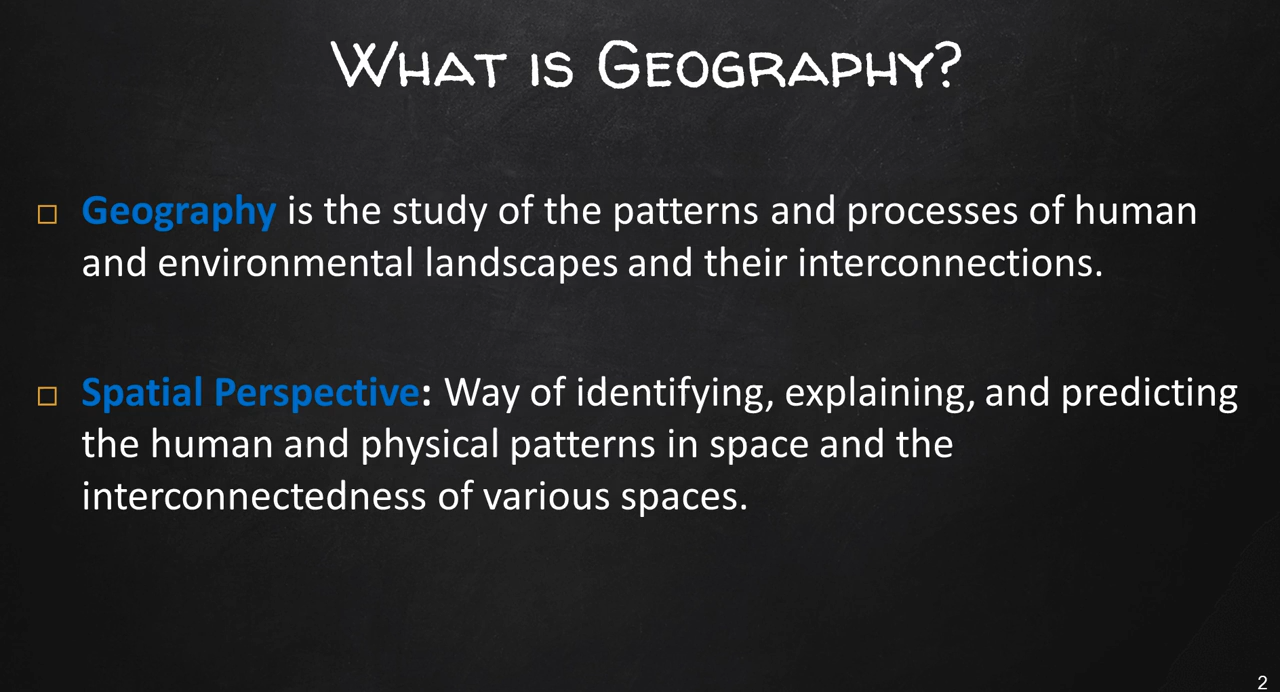 What is Geography?
Geography is the study of the patterns and processes of human
and environmental landscapes and their interconnections.
Spatial Perspective: Way of identifying, explaining, and predicting
the human and physical patterns in space and the
interconnectedness of various spaces.
2